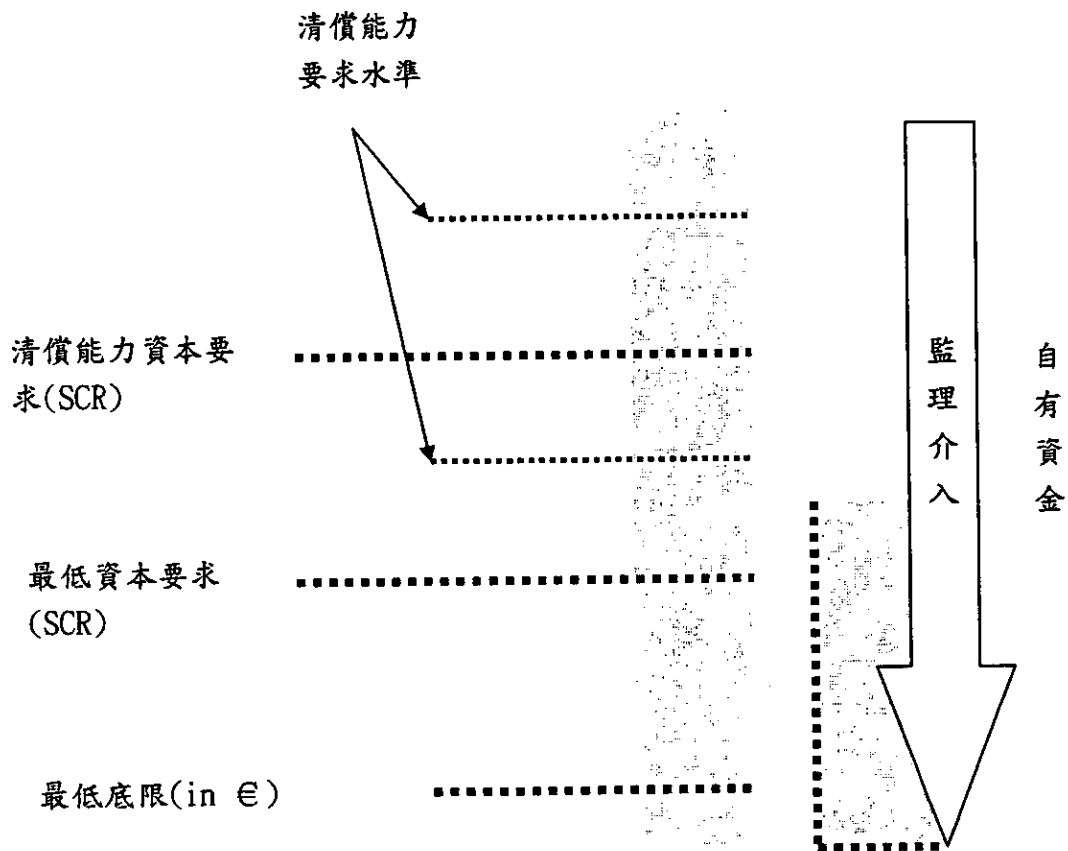 清償能力
要求水準
清償能力資本要
求(SCR)
監理介入
自有資金
最低資本要求
(SCR)
最低底限(in €)